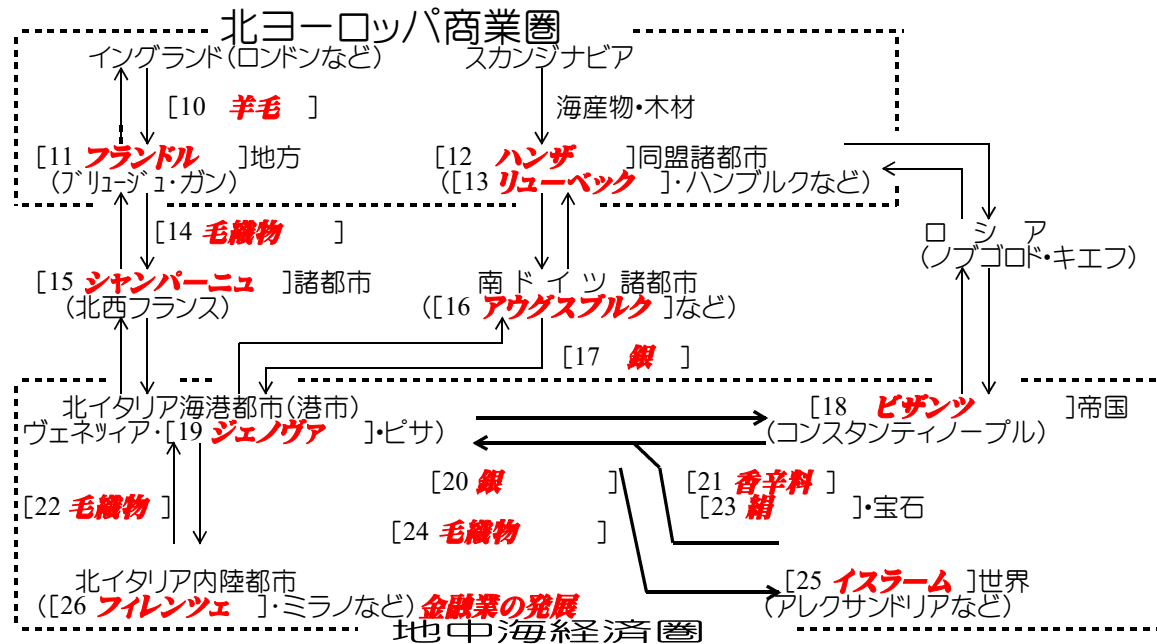 北ヨーロッパ商業圏
イングランド(ロンドンなど) スカンジナビア
[10 羊毛 ] 海産物・木材
[11 フランドル ]地方 [12 ハンザ ]同盟諸都市
(ブリュージュ・ガン) ([13 リューベック ]・ハンブルクなど)
[14 毛織物 ] ロシア
(ノブゴロド・キエフ)
[15 シャンパーニュ ]諸都市 南ドイツ諸都市
(北西フランス) ([16 アウグスブルク ]など)
[17 銀 ]
北イタリア海港都市(港市) [18 ビザンツ ]帝国
ヴェネツィア・[19 ジェノヴァ ]・ピサ) (コンスタンティノープル)
[20 銀 ] [21 香辛料 ]
[22 毛織物 ] [23 絹 ]・宝石
[24 毛織物 ]
北イタリア内陸都市 [25 イスラーム ]世界
([26 フィレンツェ ]・ミラノなど) 金融業の発展 (アレクサンドリアなど)
地中海経済圏